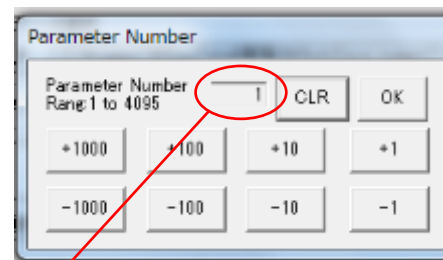 Parameter Number
Parameter Number
Rang:1 to 4095
1
CLR
OK
+1000
+100
+10
+1
-1000
-100
-10
-1